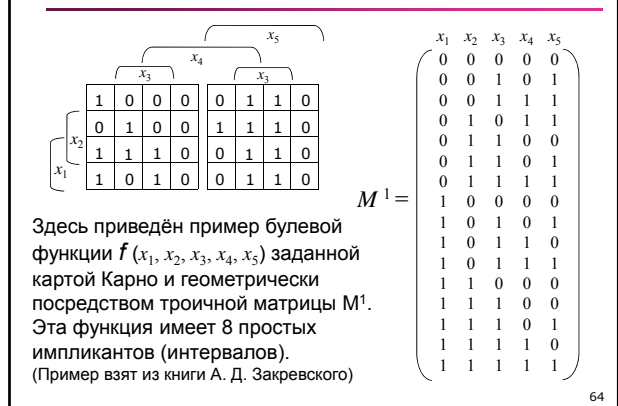 x5
x4
x3 x3
1 0 0 0 0 1 1 0
0 1 0 0 1 1 1 0
1 1 1 0 0 1 1 0
1 0 1 0 0 1 1 0
x2
x1
x1 x2 x3 x4 x5
0 0 0 0 0
0 0 1 0 1
0 0 1 1 1
0 1 0 1 1
0 1 1 0 0
0 1 1 0 1
0 1 1 1 1
1 0 0 0 0
1 0 1 0 1
1 0 1 1 0
1 0 1 1 1
1 1 0 0 0
1 1 1 0 0
1 1 1 0 1
1 1 1 1 0
1 1 1 1 1
M 1 =
Здесь приведён пример булевой
функции f (x1, x2, x3, x4, x5) заданной
картой Карно и геометрически
посредством троичной матрицы М1.
Эта функция имеет 8 простых
импликантов (интервалов).
(Пример взят из книги А. Д. Закревского)
64